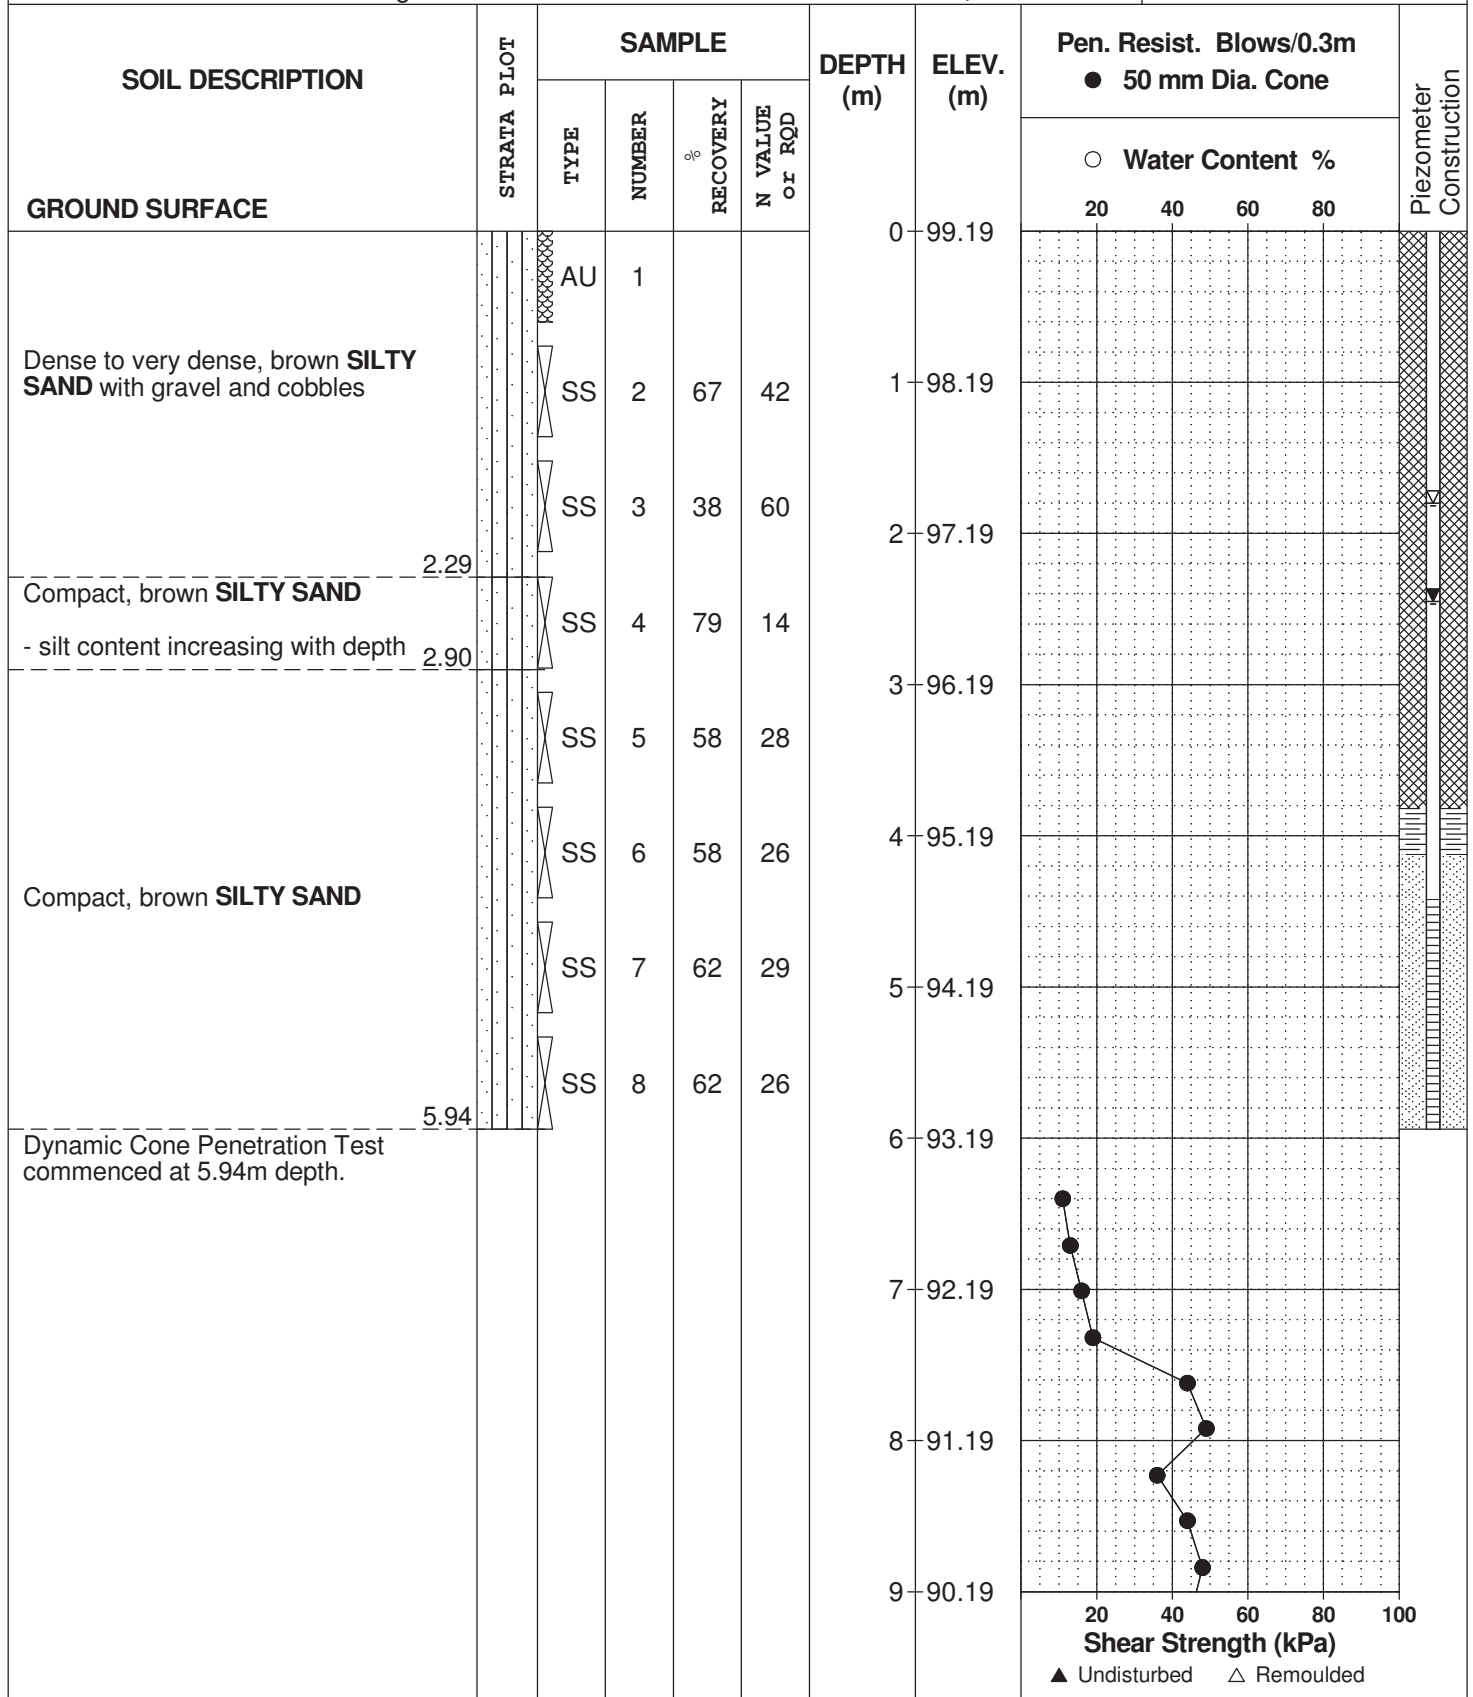 SOIL DESCRIPTION
GROUND SURFACE
STRATA PLOT
SAMPLE
TYPE
NUMBER
%
RECOVERY
N VALUE
or RQD
DEPTH
(m)
ELEV.
(m)
Pen. Resist. Blows/0.3m
● 50 mm Dia. Cone
○ Water Content %
20 40 60 80
Piezometer
Construction
0 99.19
AU 1
Dense to very dense, brown SILTY
SAND with gravel and cobbles
1 98.19
SS 2 67 42
SS 3 38 60
2 97.19
2.29
Compact, brown SILTY SAND
SS 4 79 14
- silt content increasing with depth
2.90
3 96.19
SS 5 58 28
4 95.19
SS 6 58 26
Compact, brown SILTY SAND
SS 7 62 29
5 94.19
SS 8 62 26
5.94
6 93.19
Dynamic Cone Penetration Test
commenced at 5.94m depth.
7 92.19
8 91.19
9 90.19
20 40 60 80 100
Shear Strength (kPa)
▲ Undisturbed △ Remoulded